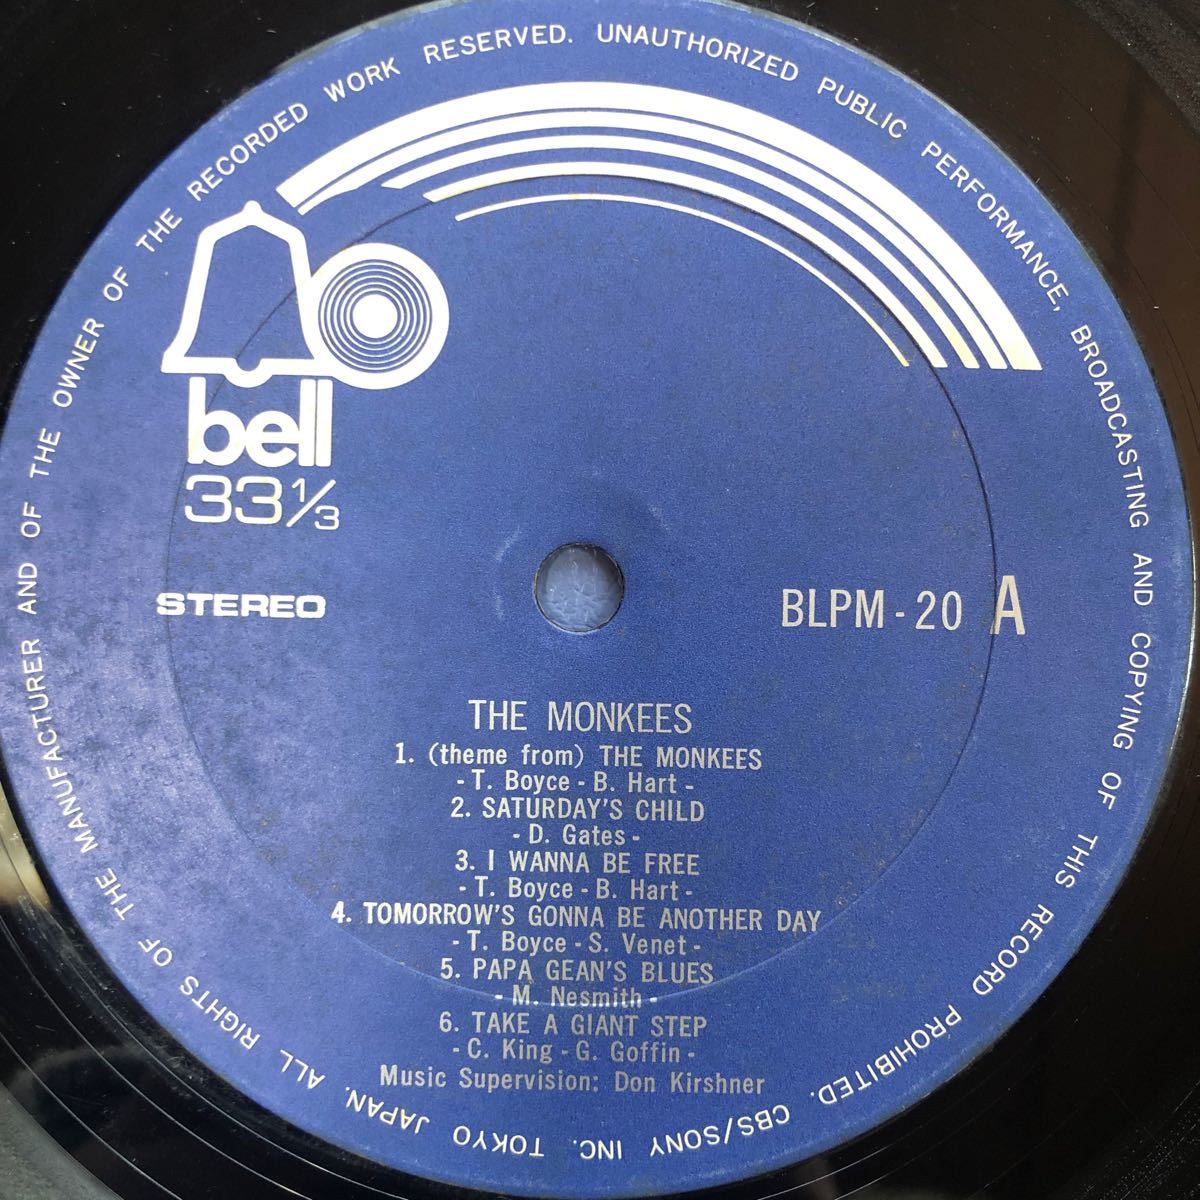 ALL RIGHTS OF THE MANUFACTURER AND OF THE OWNER OF THE RECORDED WORK RESERVED. UNAUTHORIZED PUBLIC PERFORMANCE, BROADCASTING AND COPYING OF THIS RECORD PROHIBITED. CBS/SONY INC. TOKYO JAPAN.
bell
33 1/3
STEREO
BLPM-20 A
THE MONKEES
1. (theme from) THE MONKEES
- T. Boyce - B. Hart -
2. SATURDAY'S CHILD
- D. Gates -
3. I WANNA BE FREE
- T. Boyce - B. Hart -
4. TOMORROW'S GONNA BE ANOTHER DAY
- T. Boyce - S. Venet -
5. PAPA GEAN'S BLUES
- M. Nesmith -
6. TAKE A GIANT STEP
- C. King - G. Goffin -
Music Supervision: Don Kirshner